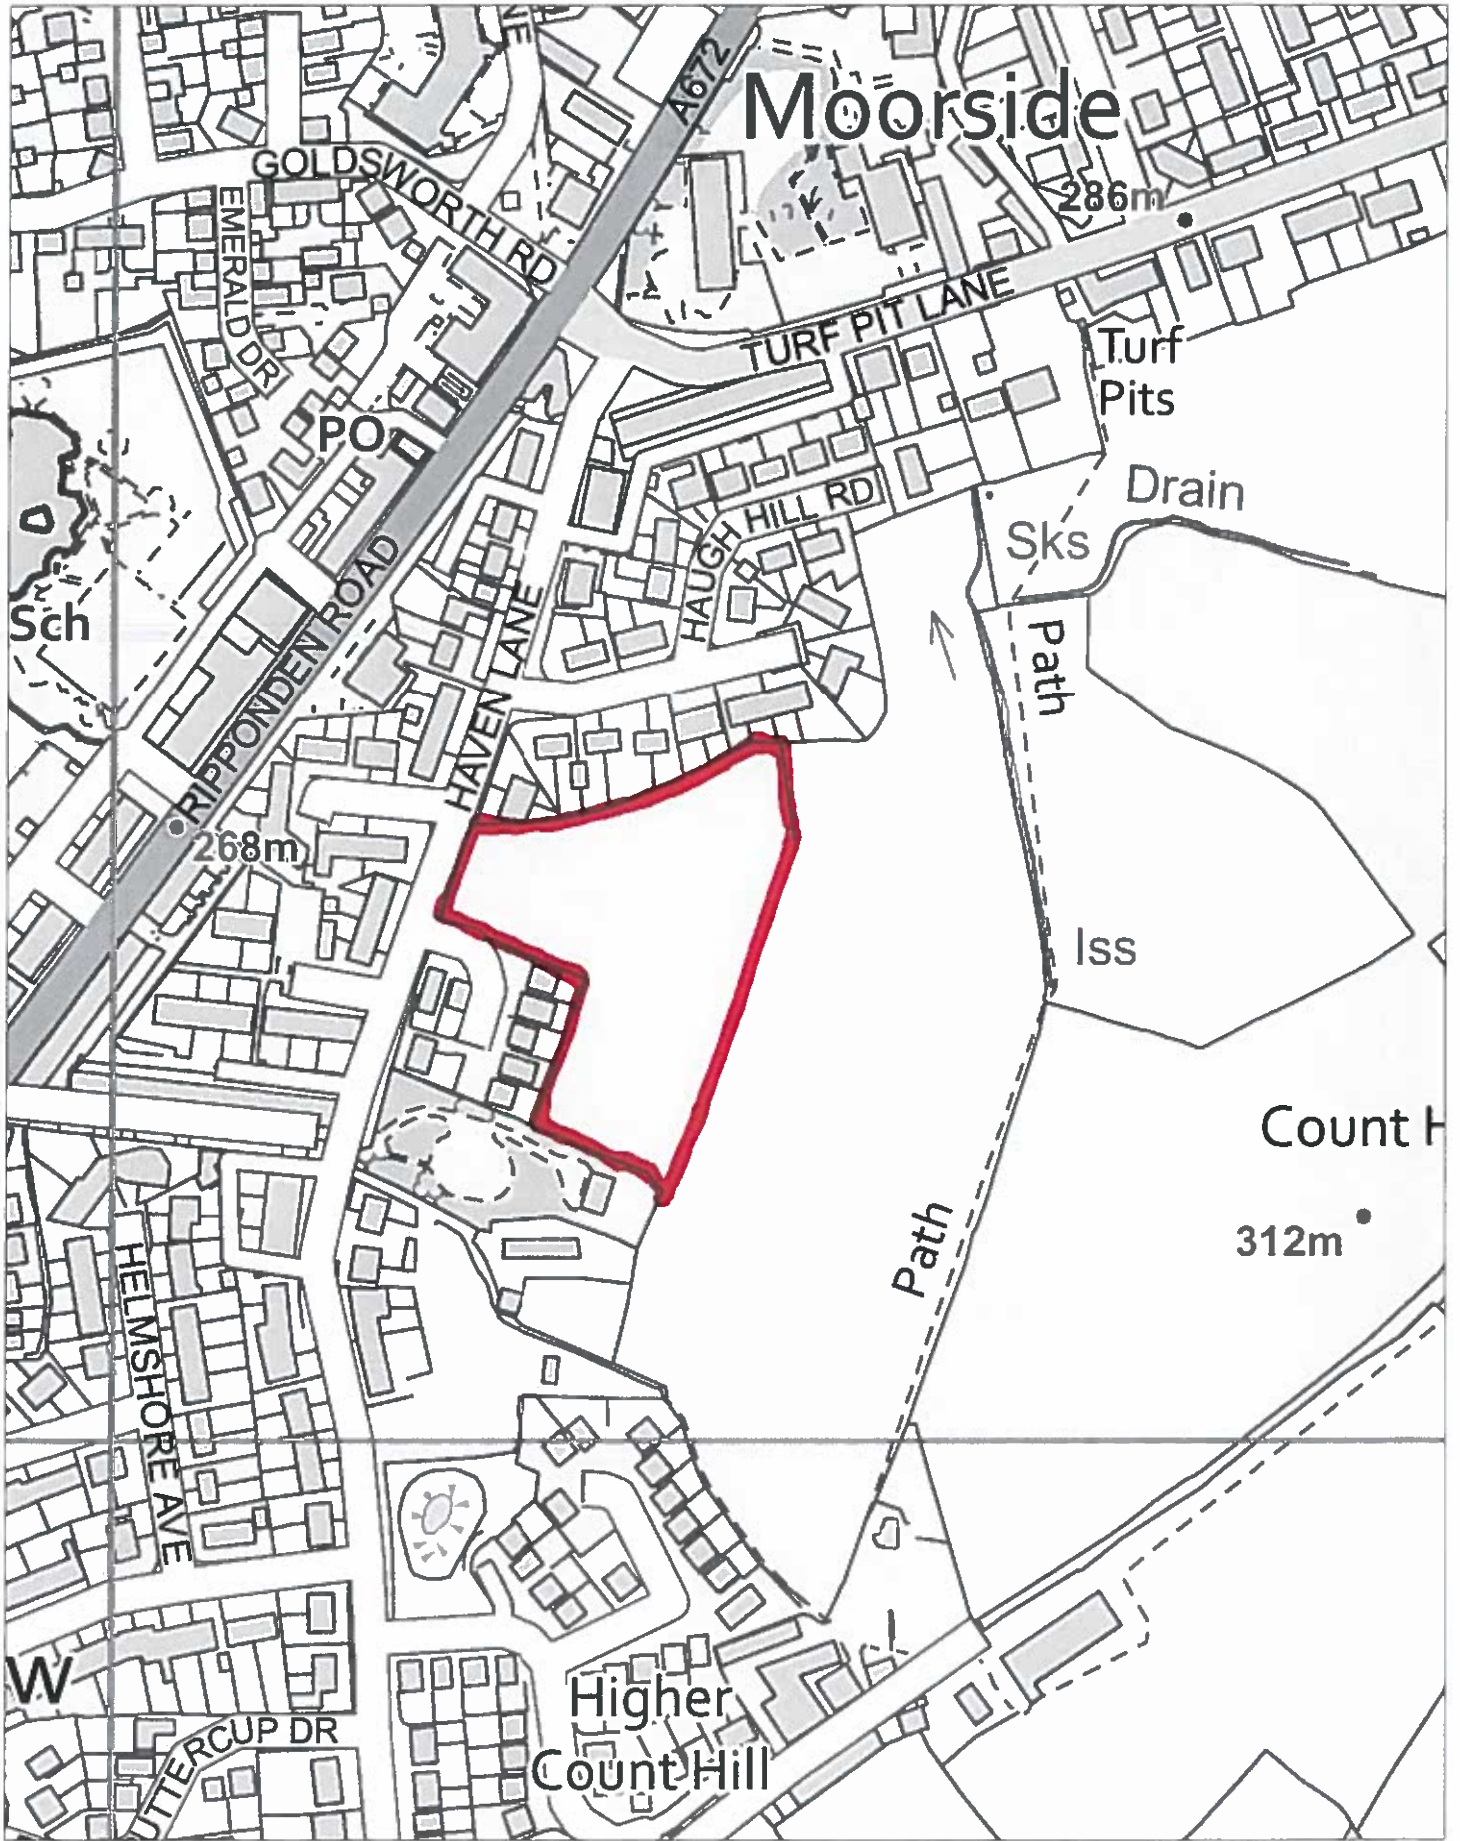 NE
A672
Moorside
GOLDSWORTH RD
286m
EMERALD DR
TURF PIT LANE
Turf
Pits
PO
Drain
HILL RD
Sks
HAUGH
Sch
Path
RIPPONDEN ROAD
HAVEN LANE
268m
Iss
Count H
Path
312m
HELMSHORE AVE
W
Higher
Count Hill
UTTERCUP DR